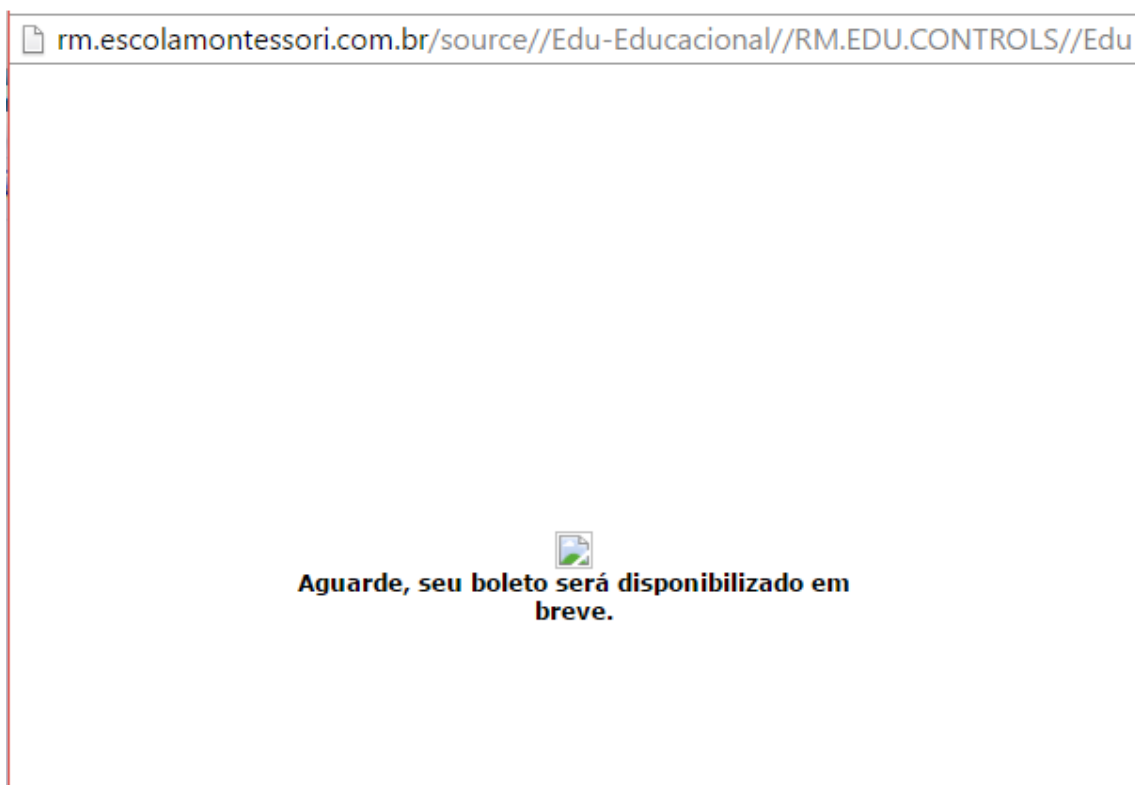 rm.escolamontessori.com.br/source//Edu-Educacional//RM.EDU.CONTROLS//Edu
Aguarde, seu boleto será disponibilizado em
breve.